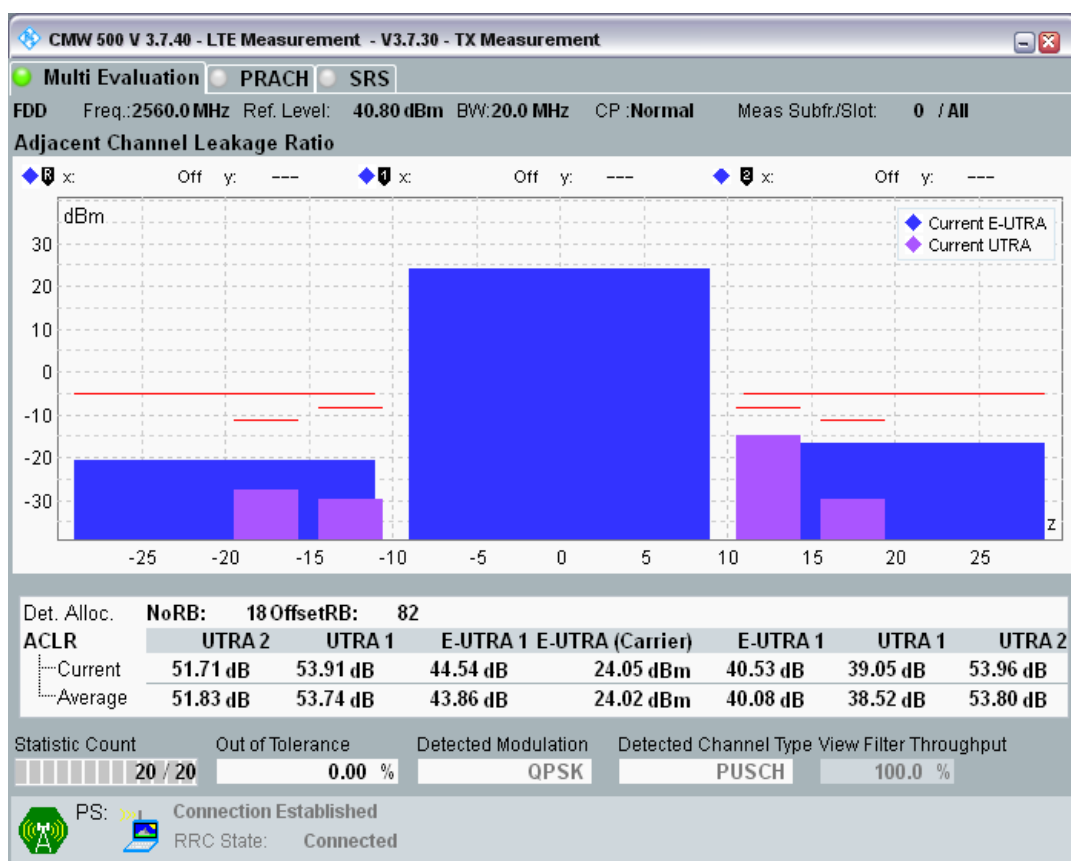 CMW 500 V 3.7.40 - LTE Measurement - V3.7.30 - TX Measurement
Multi Evaluation PRACH SRS
FDD Freq.:2560.0 MHz Ref. Level: 40.80 dBm BW:20.0 MHz CP :Normal Meas Subfr./Slot: 0 / All
Adjacent Channel Leakage Ratio
R x: Off y: --- 1 x: Off y: --- 2 x: Off y: ---
dBm
Current E-UTRA
Current UTRA
30
20
10
0
-10
-20
-30
z
-25 -20 -15 -10 -5 0 5 10 15 20 25
Det. Alloc. NoRB: 18 OffsetRB: 82
ACLR UTRA 2 UTRA 1 E-UTRA 1 E-UTRA (Carrier) E-UTRA 1 UTRA 1 UTRA 2
Current 51.71 dB 53.91 dB 44.54 dB 24.05 dBm 40.53 dB 39.05 dB 53.96 dB
Average 51.83 dB 53.74 dB 43.86 dB 24.02 dBm 40.08 dB 38.52 dB 53.80 dB
Statistic Count Out of Tolerance Detected Modulation Detected Channel Type View Filter Throughput
20 / 20 0.00 % QPSK PUSCH 100.0 %
PS: Connection Established
RRC State: Connected